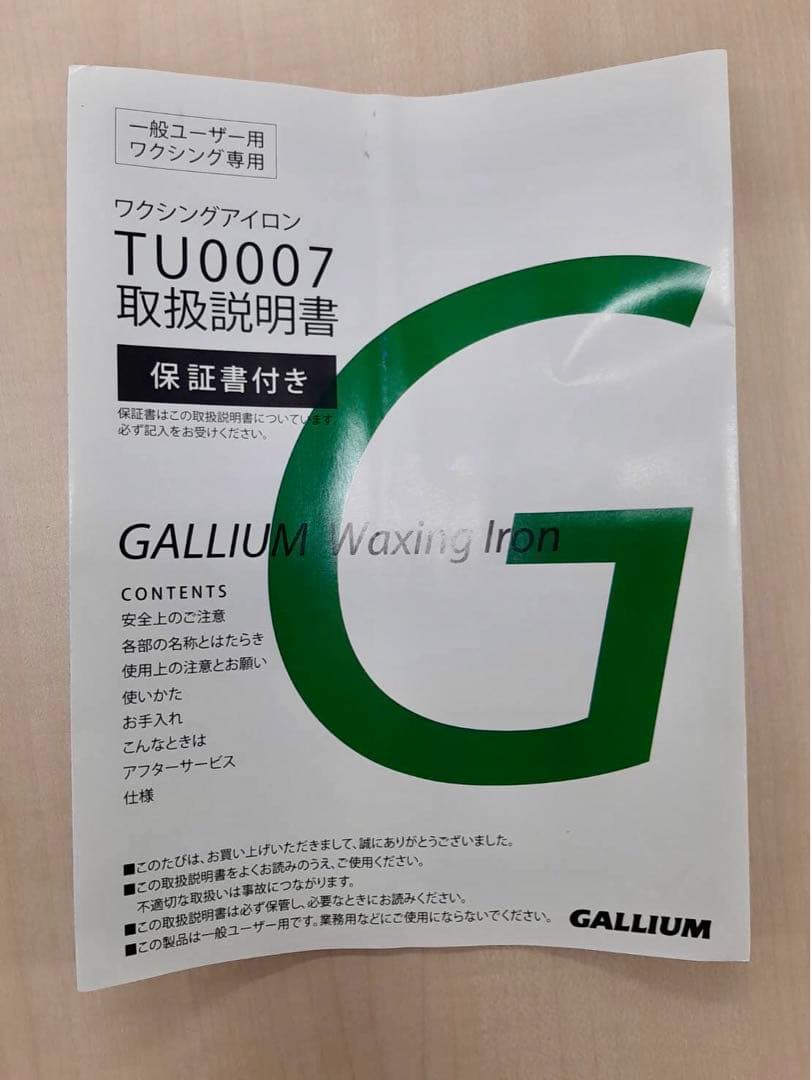 一般ユーザー用
ワクシング専用
ワクシングアイロン
TU0007
取扱説明書
保証書付き
保証書はこの取扱説明書についています。
必ず記入をお受けください。
GALLIUM Waxing Iron
CONTENTS
安全上のご注意
各部の名称とはたらき
使用上の注意とお願い
使いかた
お手入れ
こんなときは
アフターサービス
仕様
■このたびは、お買い上げいただきまして、誠にありがとうございました。
■この取扱説明書をよくお読みのうえ、ご使用ください。
不適切な取扱いは事故につながります。
■この取扱説明書は必ず保管し、必要なときにお読みください。
■この製品は一般ユーザー用です。業務用などにご使用にならないでください。
GALLIUM
G